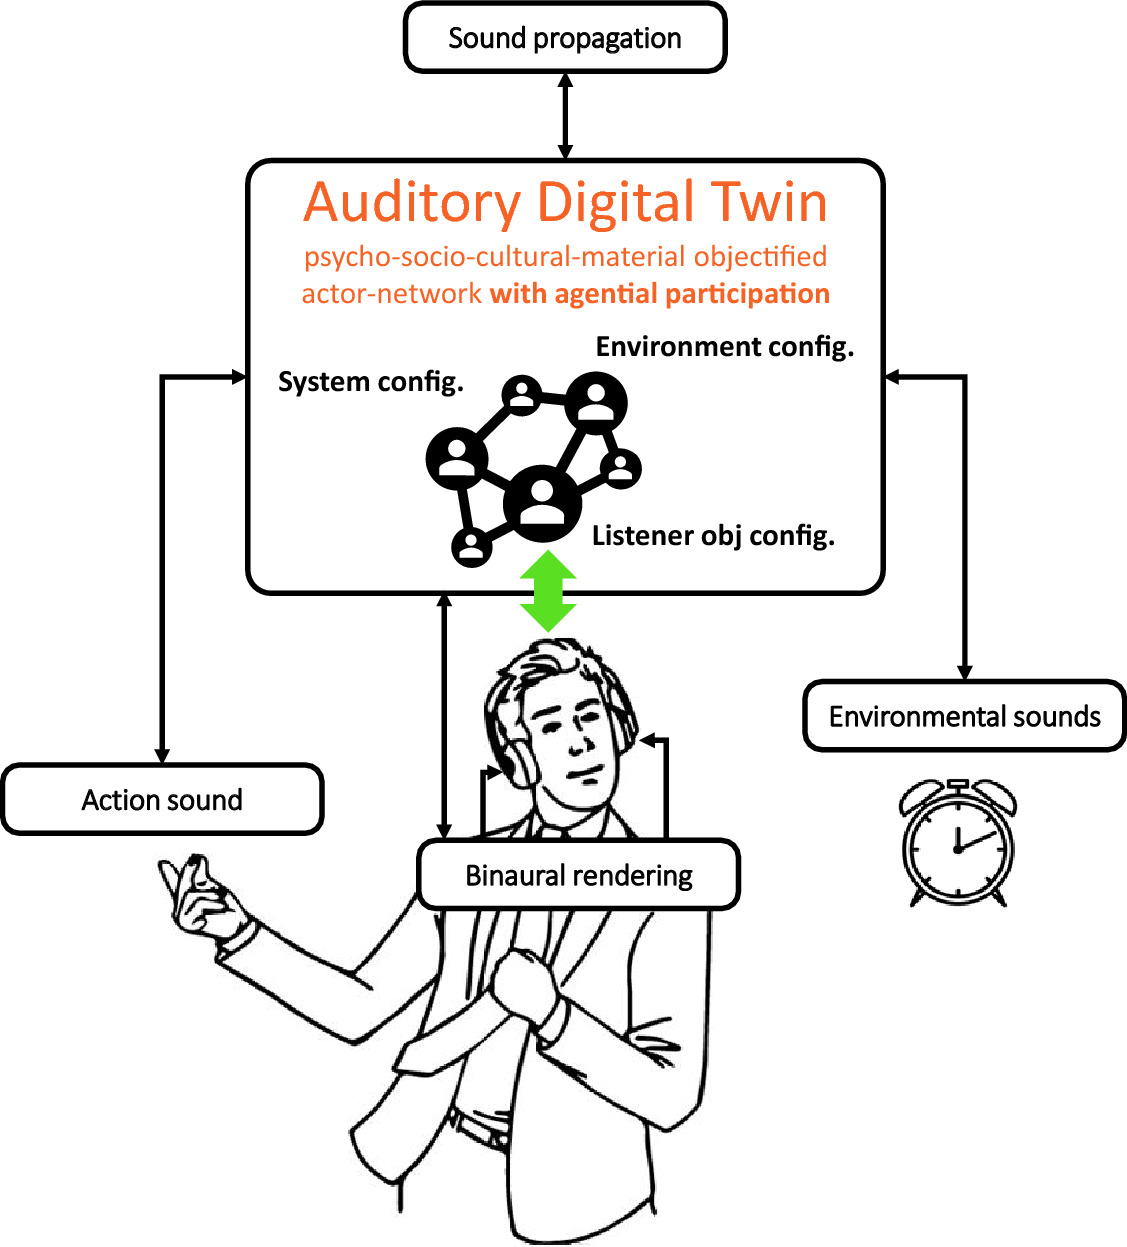 Sound propagation
Auditory Digital Twin
psycho-socio-cultural-material objectified
actor-network with agential participation
Environment config.
System config.
Listener obj config.
Environmental sounds
Action sound
Binaural rendering